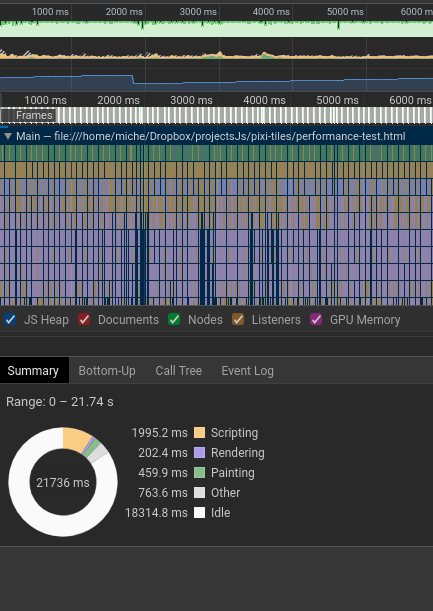 1000 ms 2000 ms 3000 ms 4000 ms 5000 ms 6000 m
1000 ms 2000 ms 3000 ms 4000 ms 5000 ms 6000 ms
Frames
Main — file:///home/miche/Dropbox/projectsJs/pixi-tiles/performance-test.html
JS Heap Documents Nodes Listeners GPU Memory
Summary Bottom-Up Call Tree Event Log
Range: 0 – 21.74 s
1995.2 ms Scripting
202.4 ms Rendering
459.9 ms Painting
21736 ms
763.6 ms Other
18314.8 ms Idle